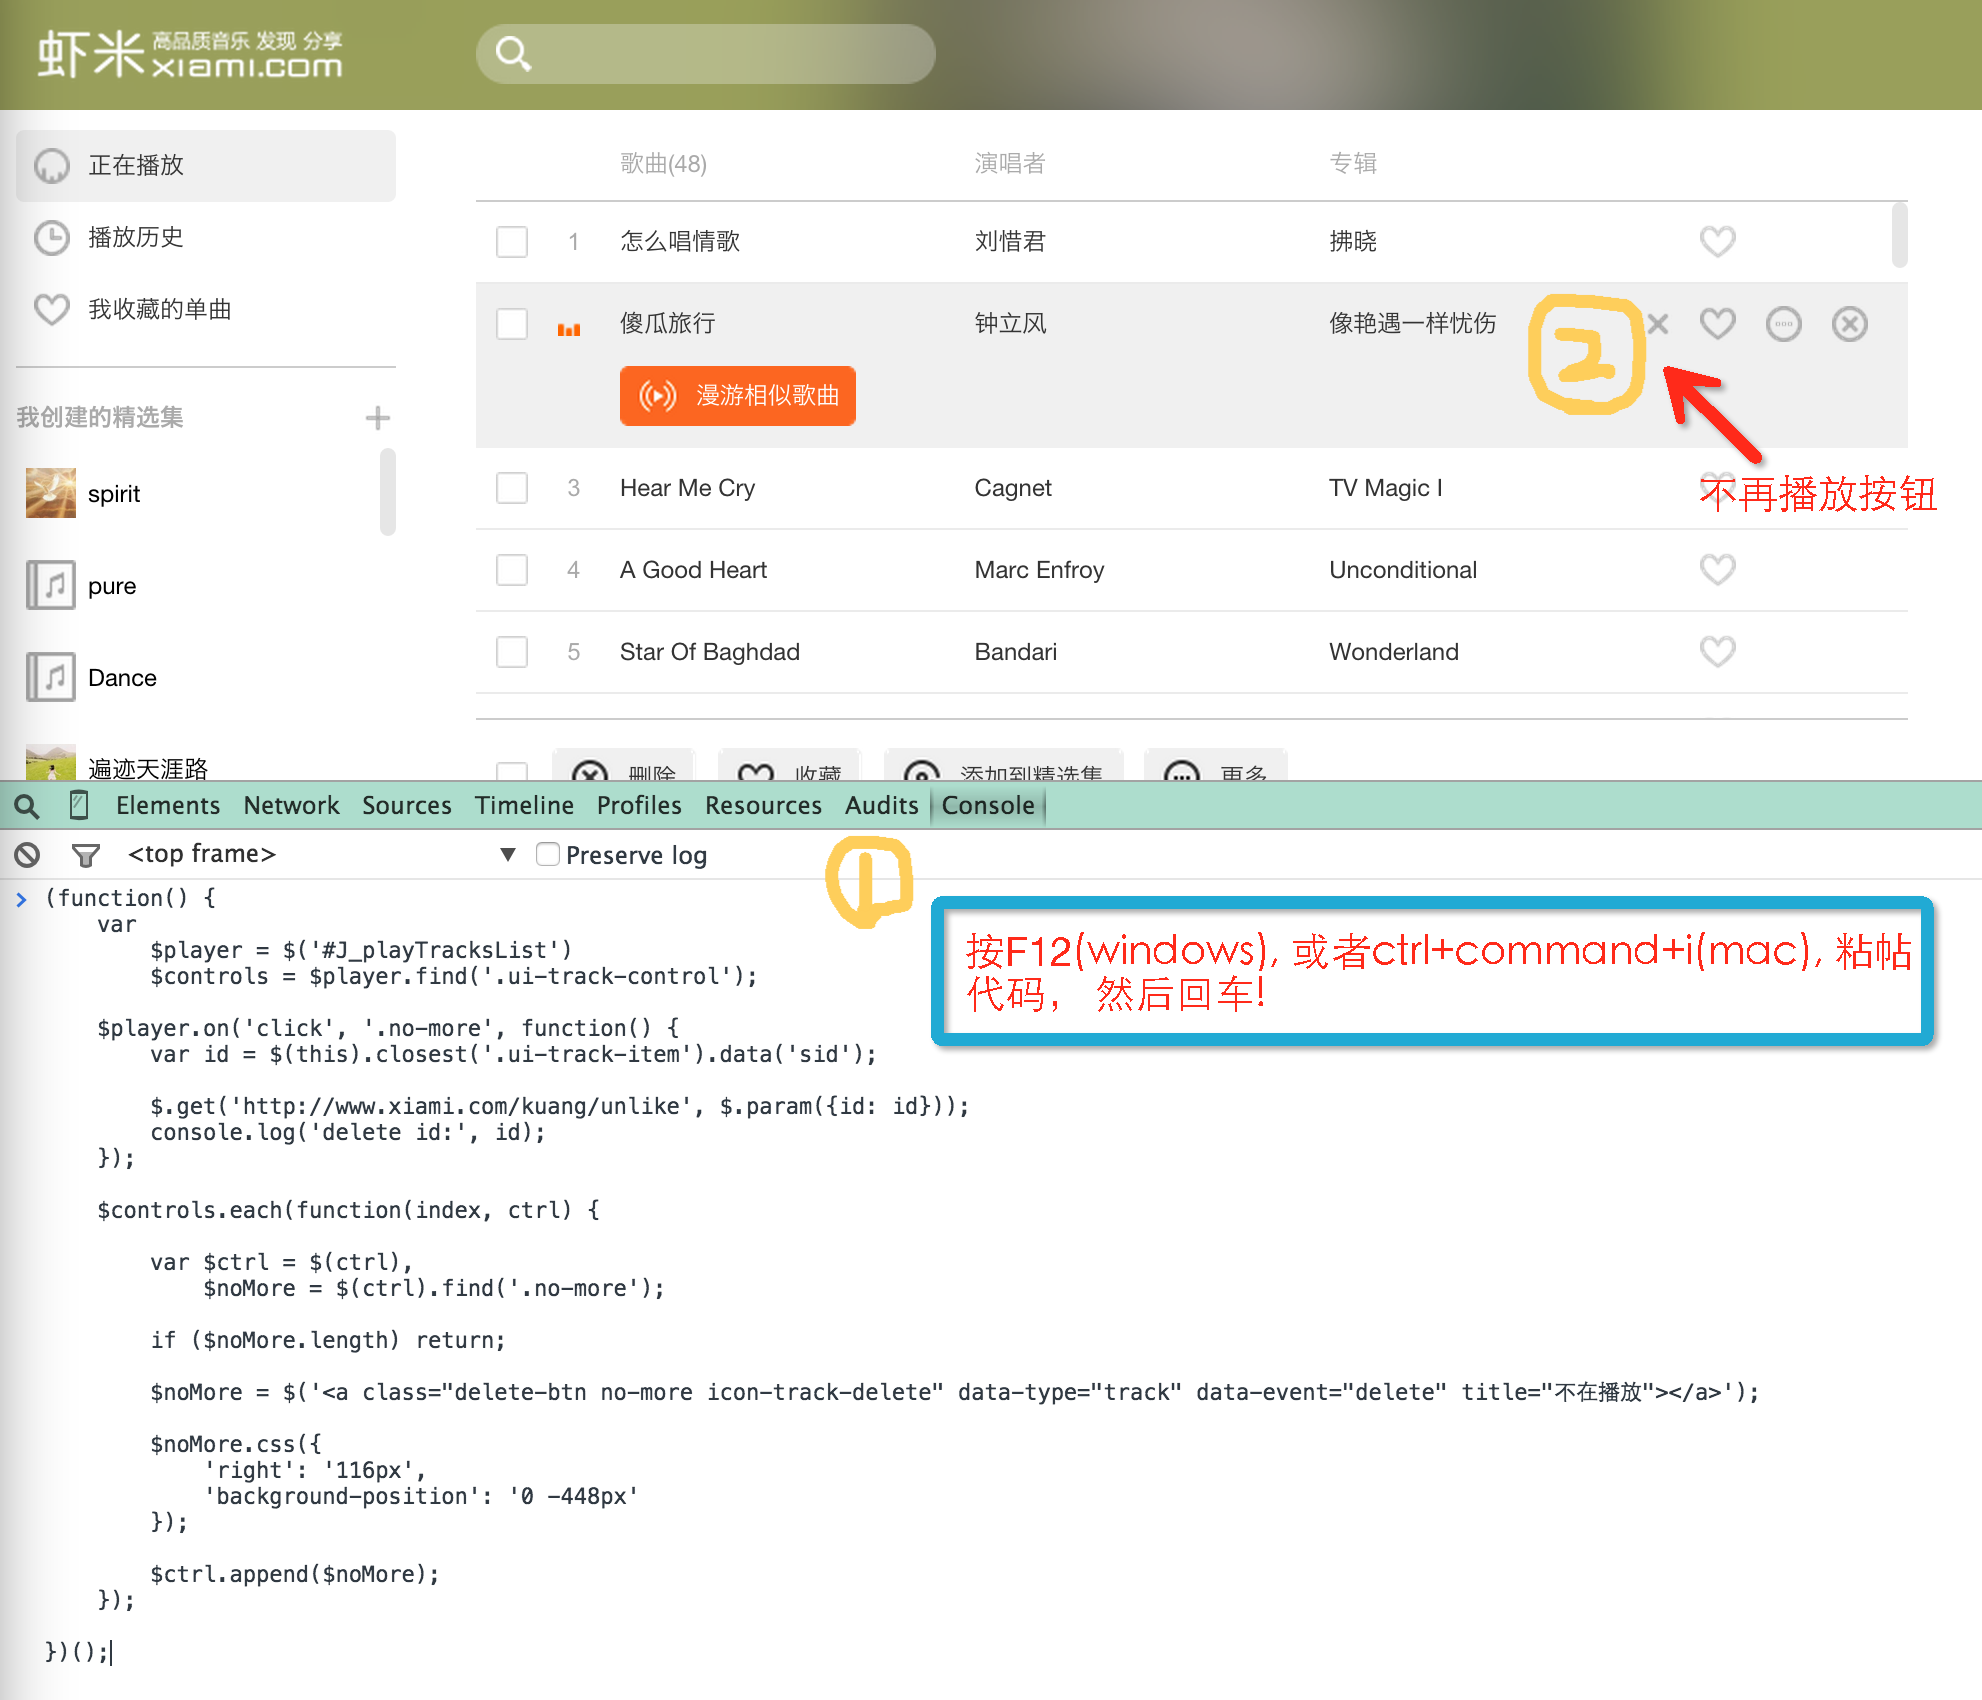 虾米 高品质音乐 发现 分享
xiami.com
正在播放
播放历史
我收藏的单曲
我创建的精选集
spirit
pure
Dance
遍迹天涯路
歌曲(48) 演唱者 专辑
1 怎么唱情歌 刘惜君 拂晓
傻瓜旅行 钟立风 像艳遇一样忧伤
2
漫游相似歌曲
不再播放按钮
3 Hear Me Cry Cagnet TV Magic I
4 A Good Heart Marc Enfroy Unconditional
5 Star Of Baghdad Bandari Wonderland
删除 收藏 添加到精选集 更多
Elements Network Sources Timeline Profiles Resources Audits Console
<top frame> Preserve log
1
按F12(windows), 或者ctrl+command+i(mac), 粘帖
代码， 然后回车!
(function() {
    var
        $player = $('#J_playTracksList')
        $controls = $player.find('.ui-track-control');
    $player.on('click', '.no-more', function() {
        var id = $(this).closest('.ui-track-item').data('sid');
        $.get('http://www.xiami.com/kuang/unlike', $.param({id: id}));
        console.log('delete id:', id);
    });
    $controls.each(function(index, ctrl) {
        var $ctrl = $(ctrl),
            $noMore = $(ctrl).find('.no-more');
        if ($noMore.length) return;
        $noMore = $('<a class="delete-btn no-more icon-track-delete" data-type="track" data-event="delete" title="不在播放"></a>');
        $noMore.css({
            'right': '116px',
            'background-position': '0 -448px'
        });
        $ctrl.append($noMore);
    });
})();